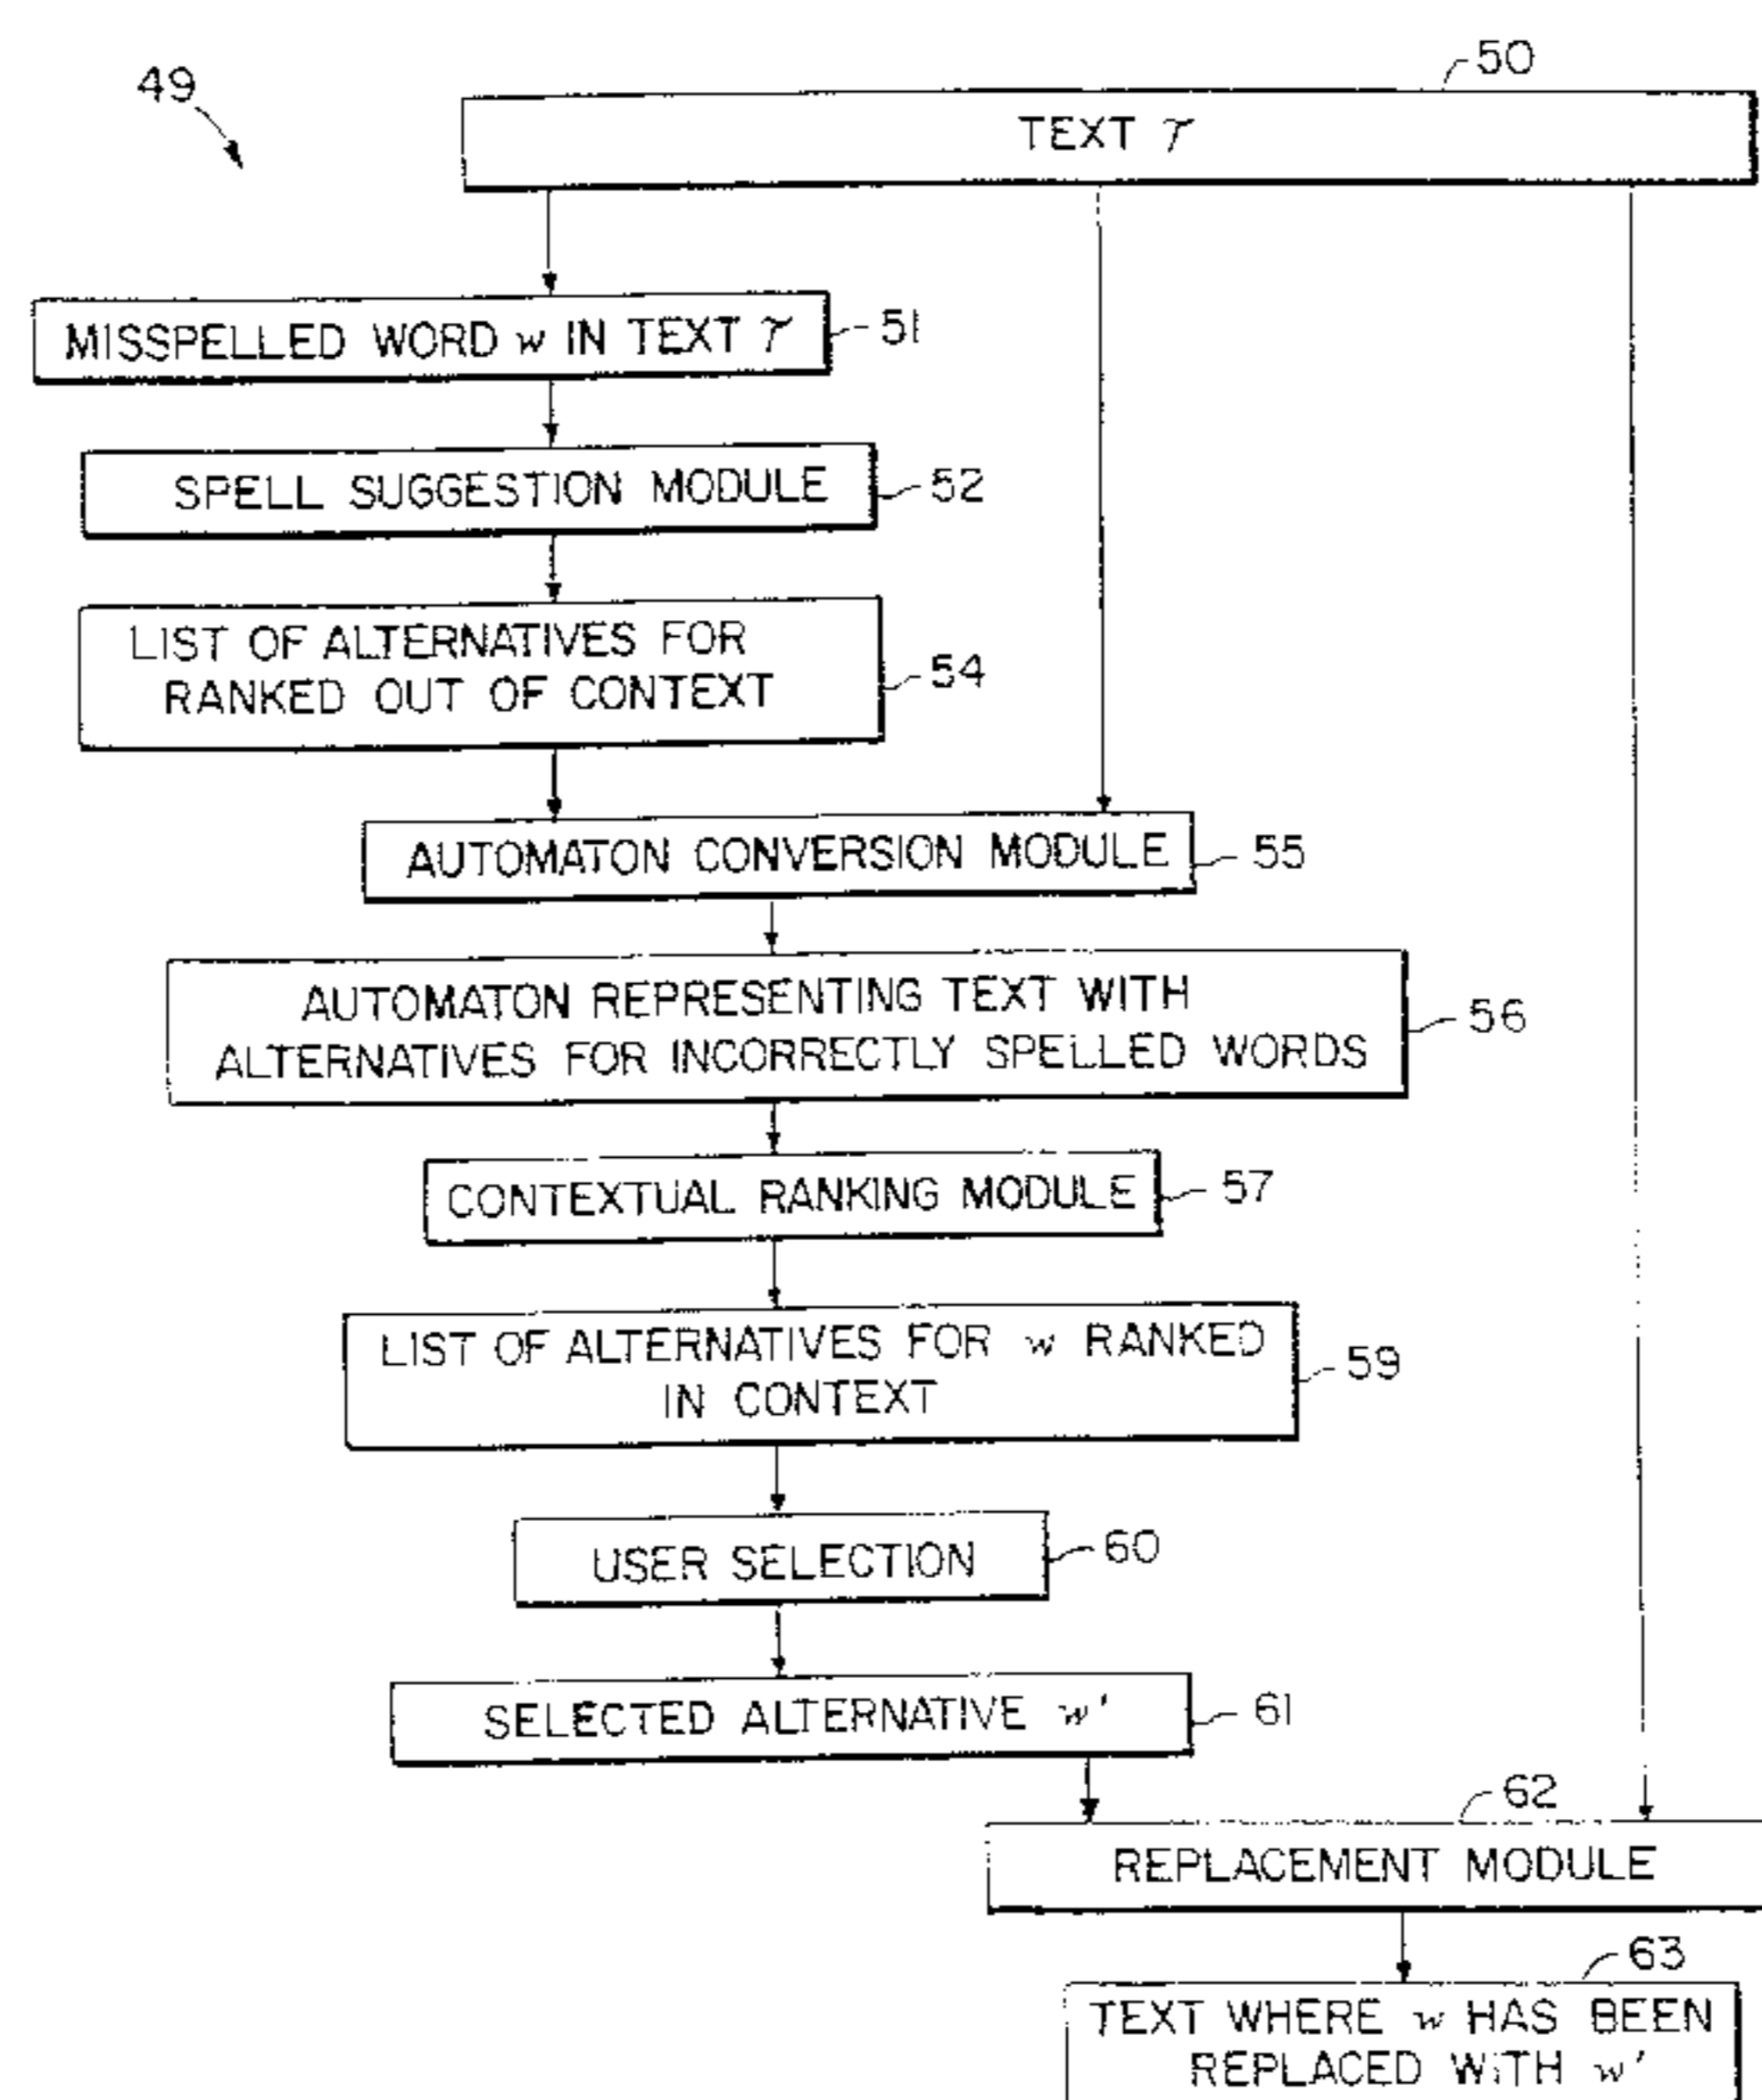 49
50
TEXT T
MISSPELLED WORD w IN TEXT T
51
SPELL SUGGESTION MODULE
52
LIST OF ALTERNATIVES FOR
RANKED OUT OF CONTEXT
54
AUTOMATON CONVERSION MODULE
55
AUTOMATON REPRESENTING TEXT WITH
ALTERNATIVES FOR INCORRECTLY SPELLED WORDS
56
CONTEXTUAL RANKING MODULE
57
LIST OF ALTERNATIVES FOR w RANKED
IN CONTEXT
59
USER SELECTION
60
SELECTED ALTERNATIVE w'
61
62
REPLACEMENT MODULE
63
TEXT WHERE w HAS BEEN
REPLACED WITH w'